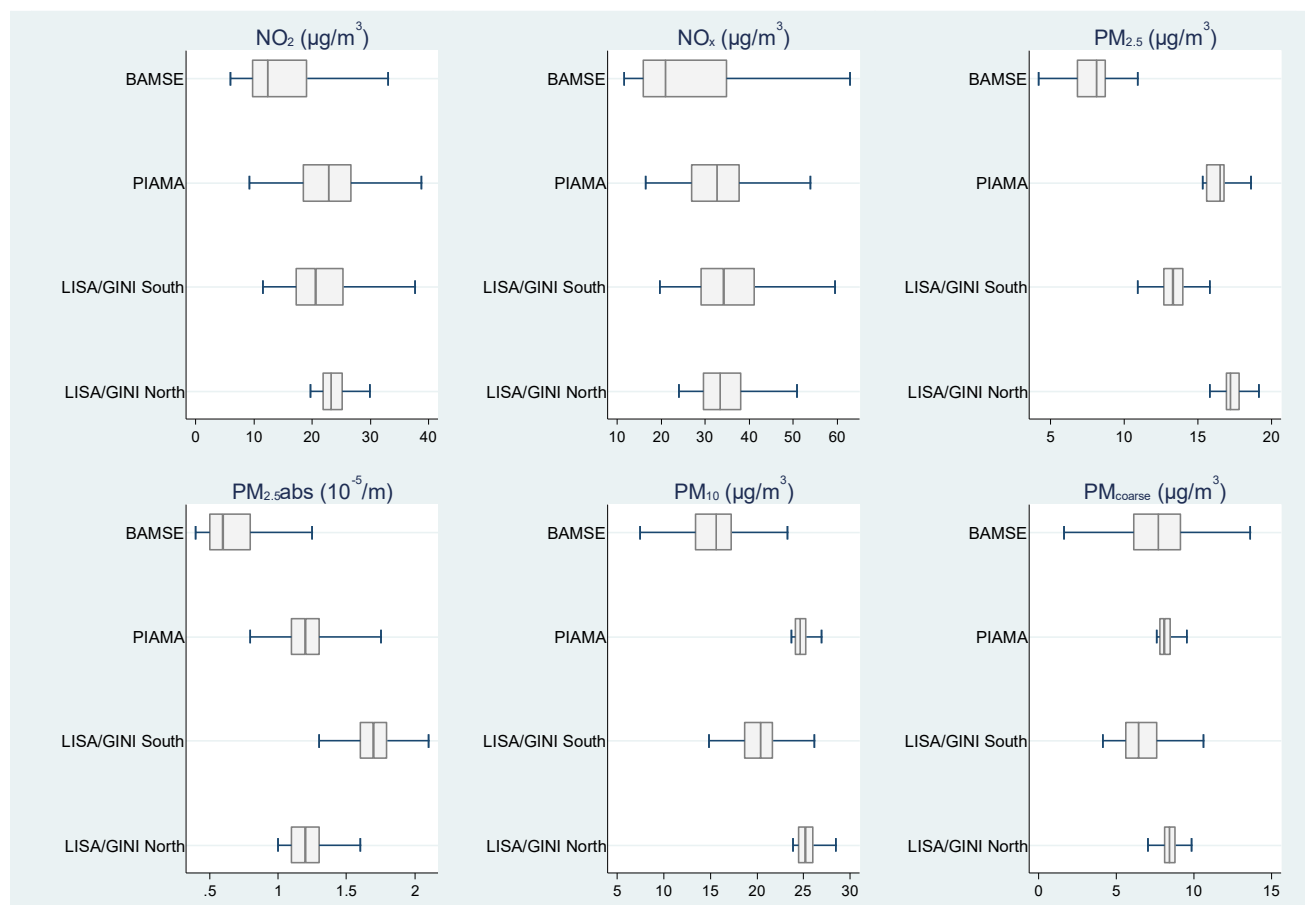 NO₂ (µg/m³)
BAMSE
PIAMA
LISA/GINI South
LISA/GINI North
0 10 20 30 40
NOₓ (µg/m³)
BAMSE
PIAMA
LISA/GINI South
LISA/GINI North
10 20 30 40 50 60
PM₂.₅ (µg/m³)
BAMSE
PIAMA
LISA/GINI South
LISA/GINI North
5 10 15 20
PM₂.₅abs (10⁻⁵/m)
BAMSE
PIAMA
LISA/GINI South
LISA/GINI North
.5 1 1.5 2
PM₁₀ (µg/m³)
BAMSE
PIAMA
LISA/GINI South
LISA/GINI North
5 10 15 20 25 30
PMcoarse (µg/m³)
BAMSE
PIAMA
LISA/GINI South
LISA/GINI North
0 5 10 15